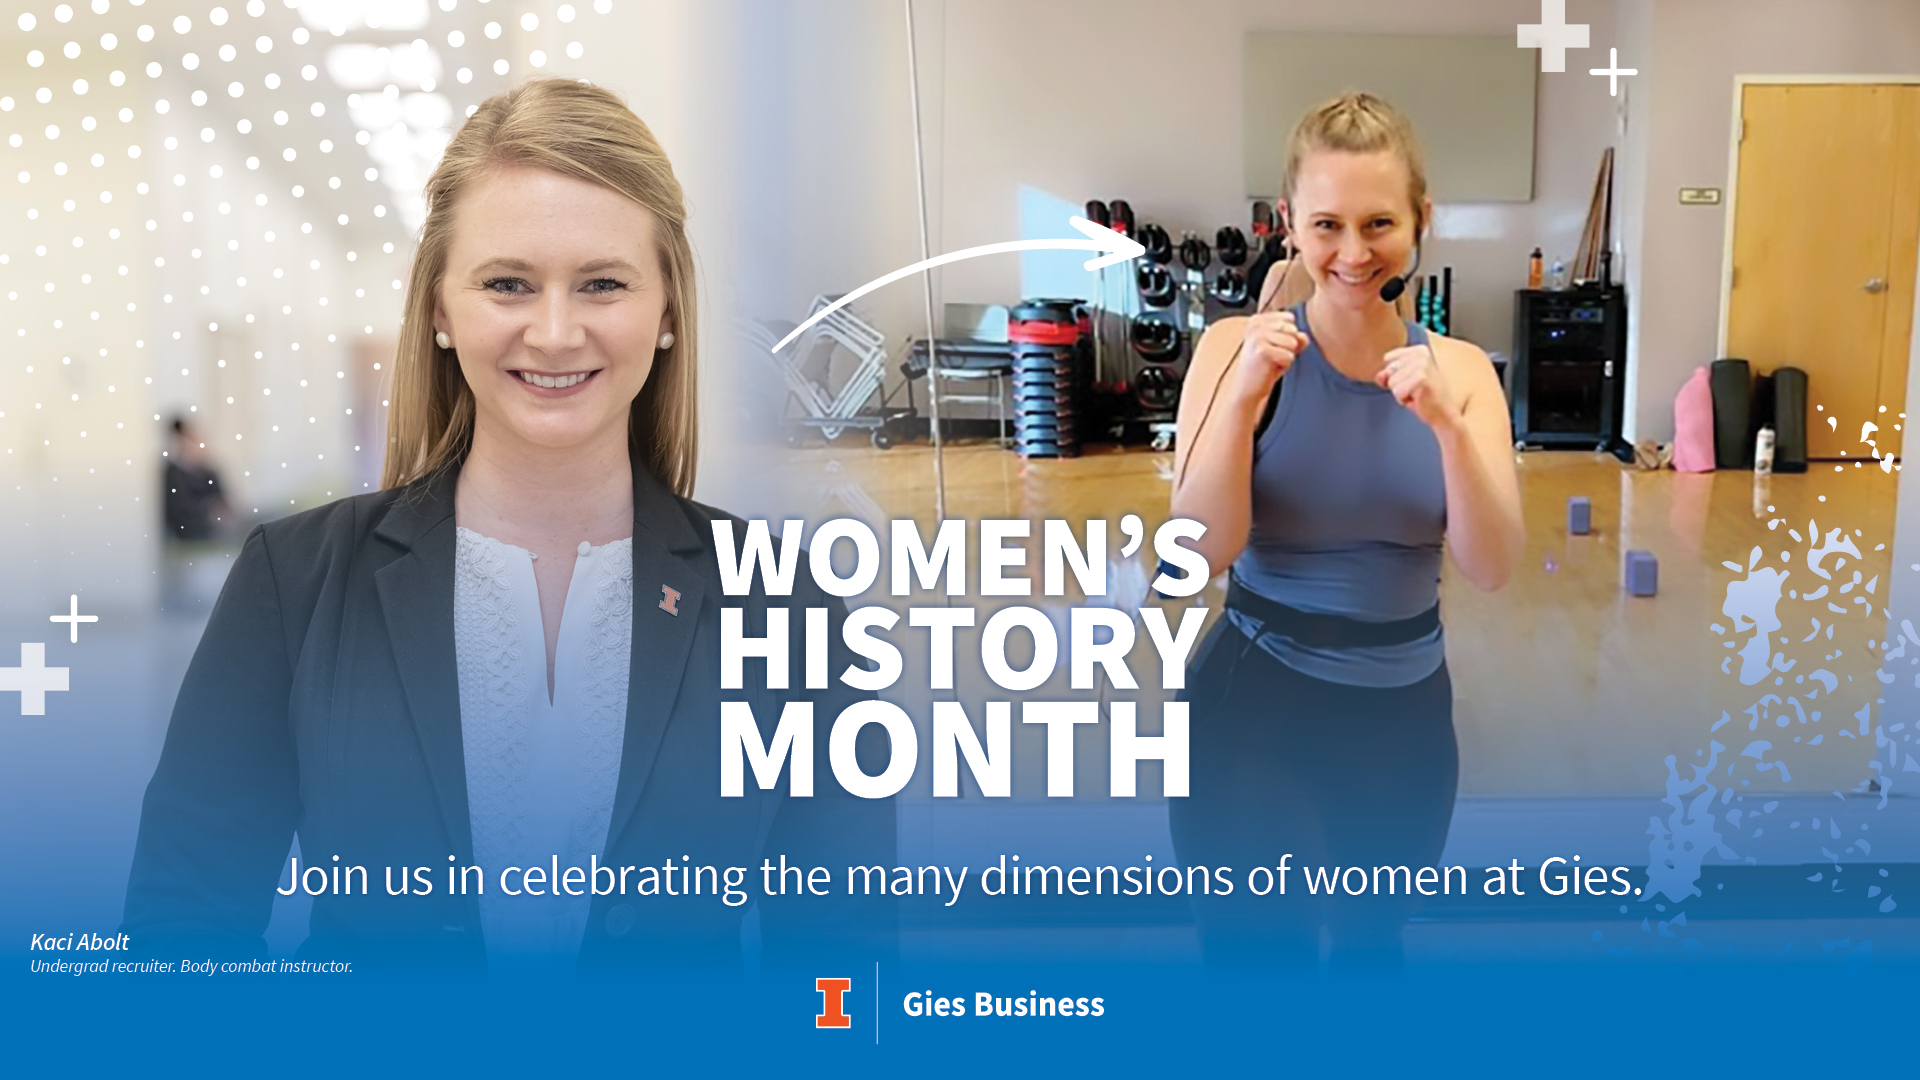 WOMEN'S
HISTORY
MONTH
Join us in celebrating the many dimensions of women at Gies.
Kaci Abolt
Undergrad recruiter. Body combat instructor.
I
Gies Business